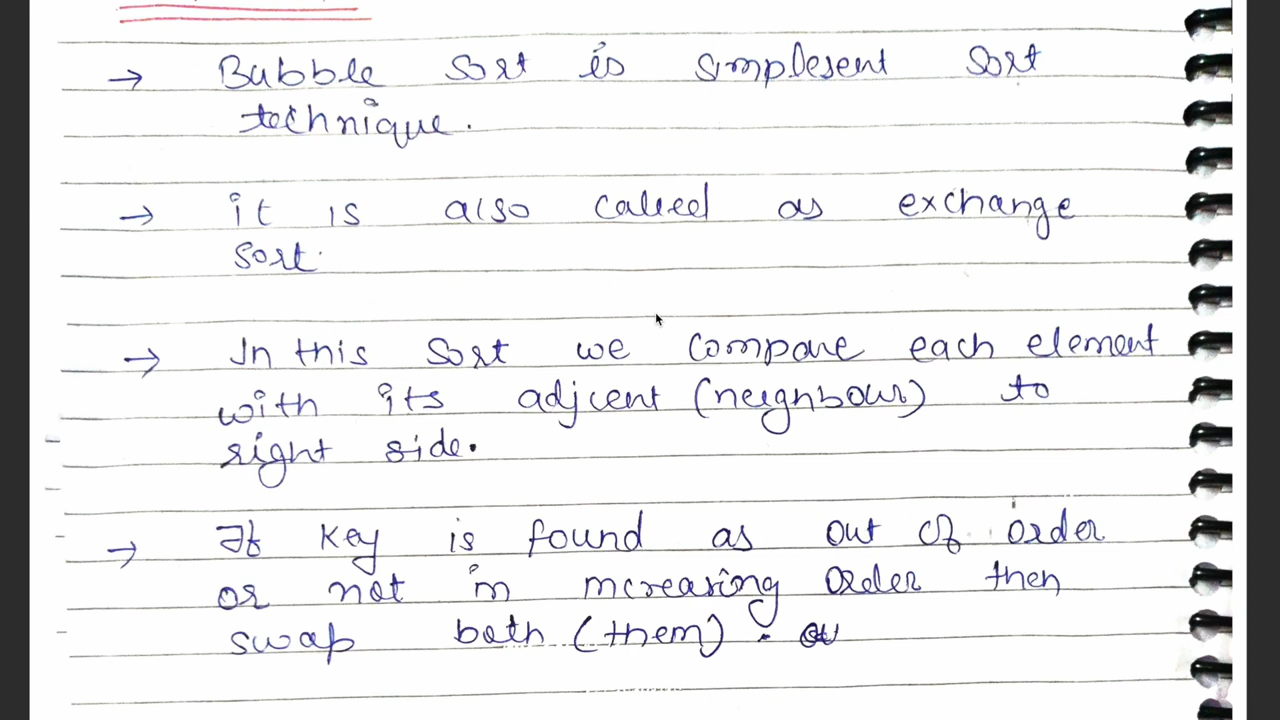 → Bubble sort is simplesent sort
technique.
→ it is also called as exchange
sort.
→ In this sort we compare each element
with its adjcent (neighbour) to
right side.
→ If key is found as out of order
or not in increasing order then
swap both (them).